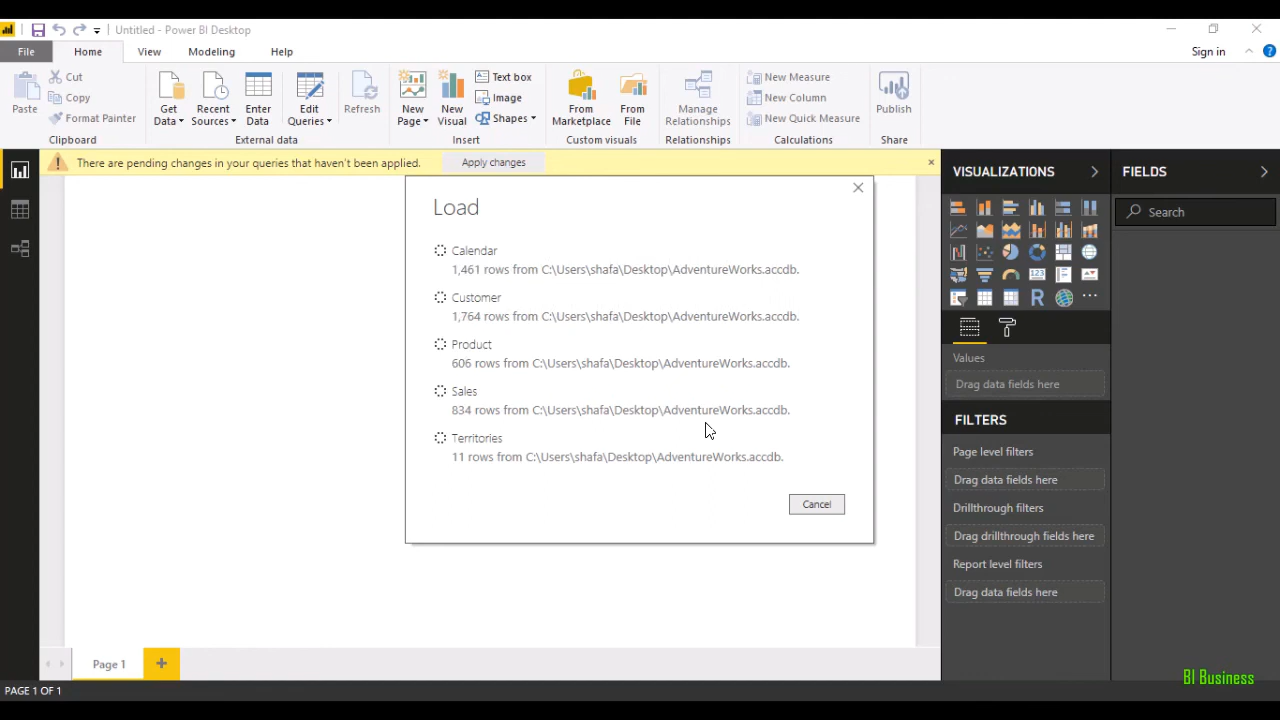 Untitled - Power BI Desktop
File
Home
View
Modeling
Help
Sign in
Paste
Cut
Copy
Format Painter
Clipboard
Get Data
Recent Sources
Enter Data
Edit Queries
Refresh
External data
New Page
New Visual
Text box
Image
Shapes
Insert
From Marketplace
From File
Custom visuals
Manage Relationships
Relationships
New Measure
New Column
New Quick Measure
Calculations
Publish
Share
There are pending changes in your queries that haven't been applied.
Apply changes
Load
Calendar
1,461 rows from C:\Users\shafa\Desktop\AdventureWorks.accdb.
Customer
1,764 rows from C:\Users\shafa\Desktop\AdventureWorks.accdb.
Product
606 rows from C:\Users\shafa\Desktop\AdventureWorks.accdb.
Sales
834 rows from C:\Users\shafa\Desktop\AdventureWorks.accdb.
Territories
11 rows from C:\Users\shafa\Desktop\AdventureWorks.accdb.
Cancel
VISUALIZATIONS
R
123
Values
Drag data fields here
FILTERS
Page level filters
Drag data fields here
Drillthrough filters
Drag drillthrough fields here
Report level filters
Drag data fields here
FIELDS
Search
Page 1
PAGE 1 OF 1
BI Business